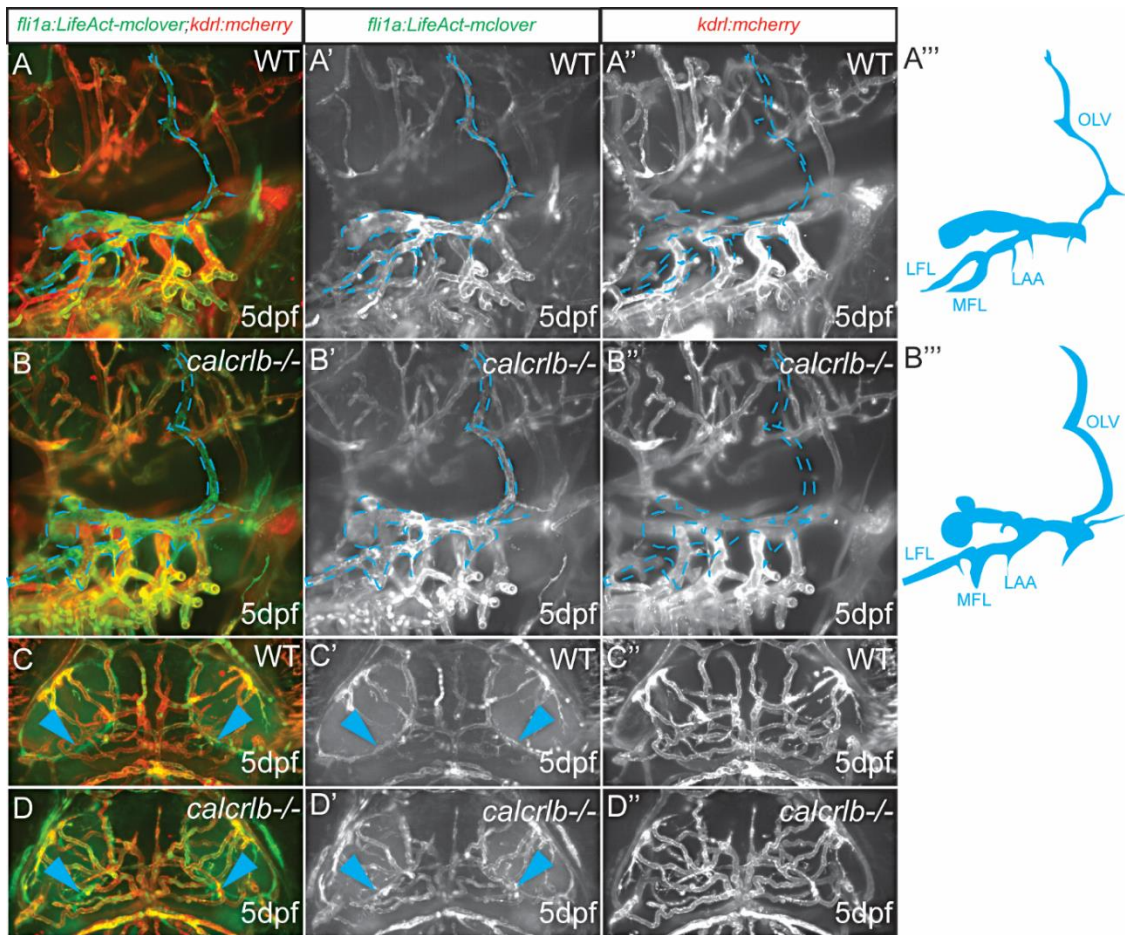 fli1a:LifeAct-mclover;kdrl:mcherry
fli1a:LifeAct-mclover
kdrl:mcherry
A
WT
5dpf
A'
WT
5dpf
A''
WT
5dpf
A'''
OLV
LFL
LAA
MFL
B
calcrlb-/-
5dpf
B'
calcrlb-/-
5dpf
B''
calcrlb-/-
5dpf
B'''
OLV
LFL
LAA
MFL
C
WT
5dpf
C'
WT
5dpf
C''
WT
5dpf
D
calcrlb-/-
5dpf
D'
calcrlb-/-
5dpf
D''
calcrlb-/-
5dpf